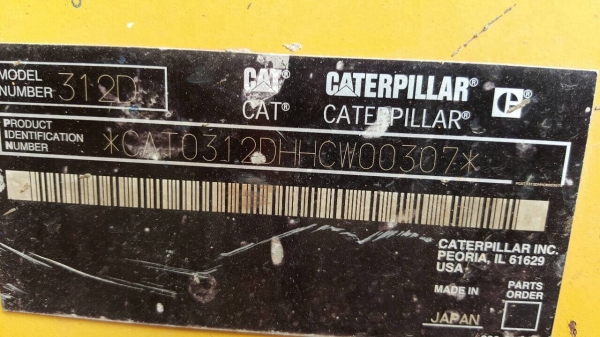 MODEL NUMBER 312D
CAT® CATERPILLAR®
CAT® CATERPILLAR®
PRODUCT IDENTIFICATION NUMBER *CAT0312DHHCW00307*
CATERPILLAR INC.
PEORIA, IL 61629
USA
MADE IN
JAPAN
PARTS ORDER